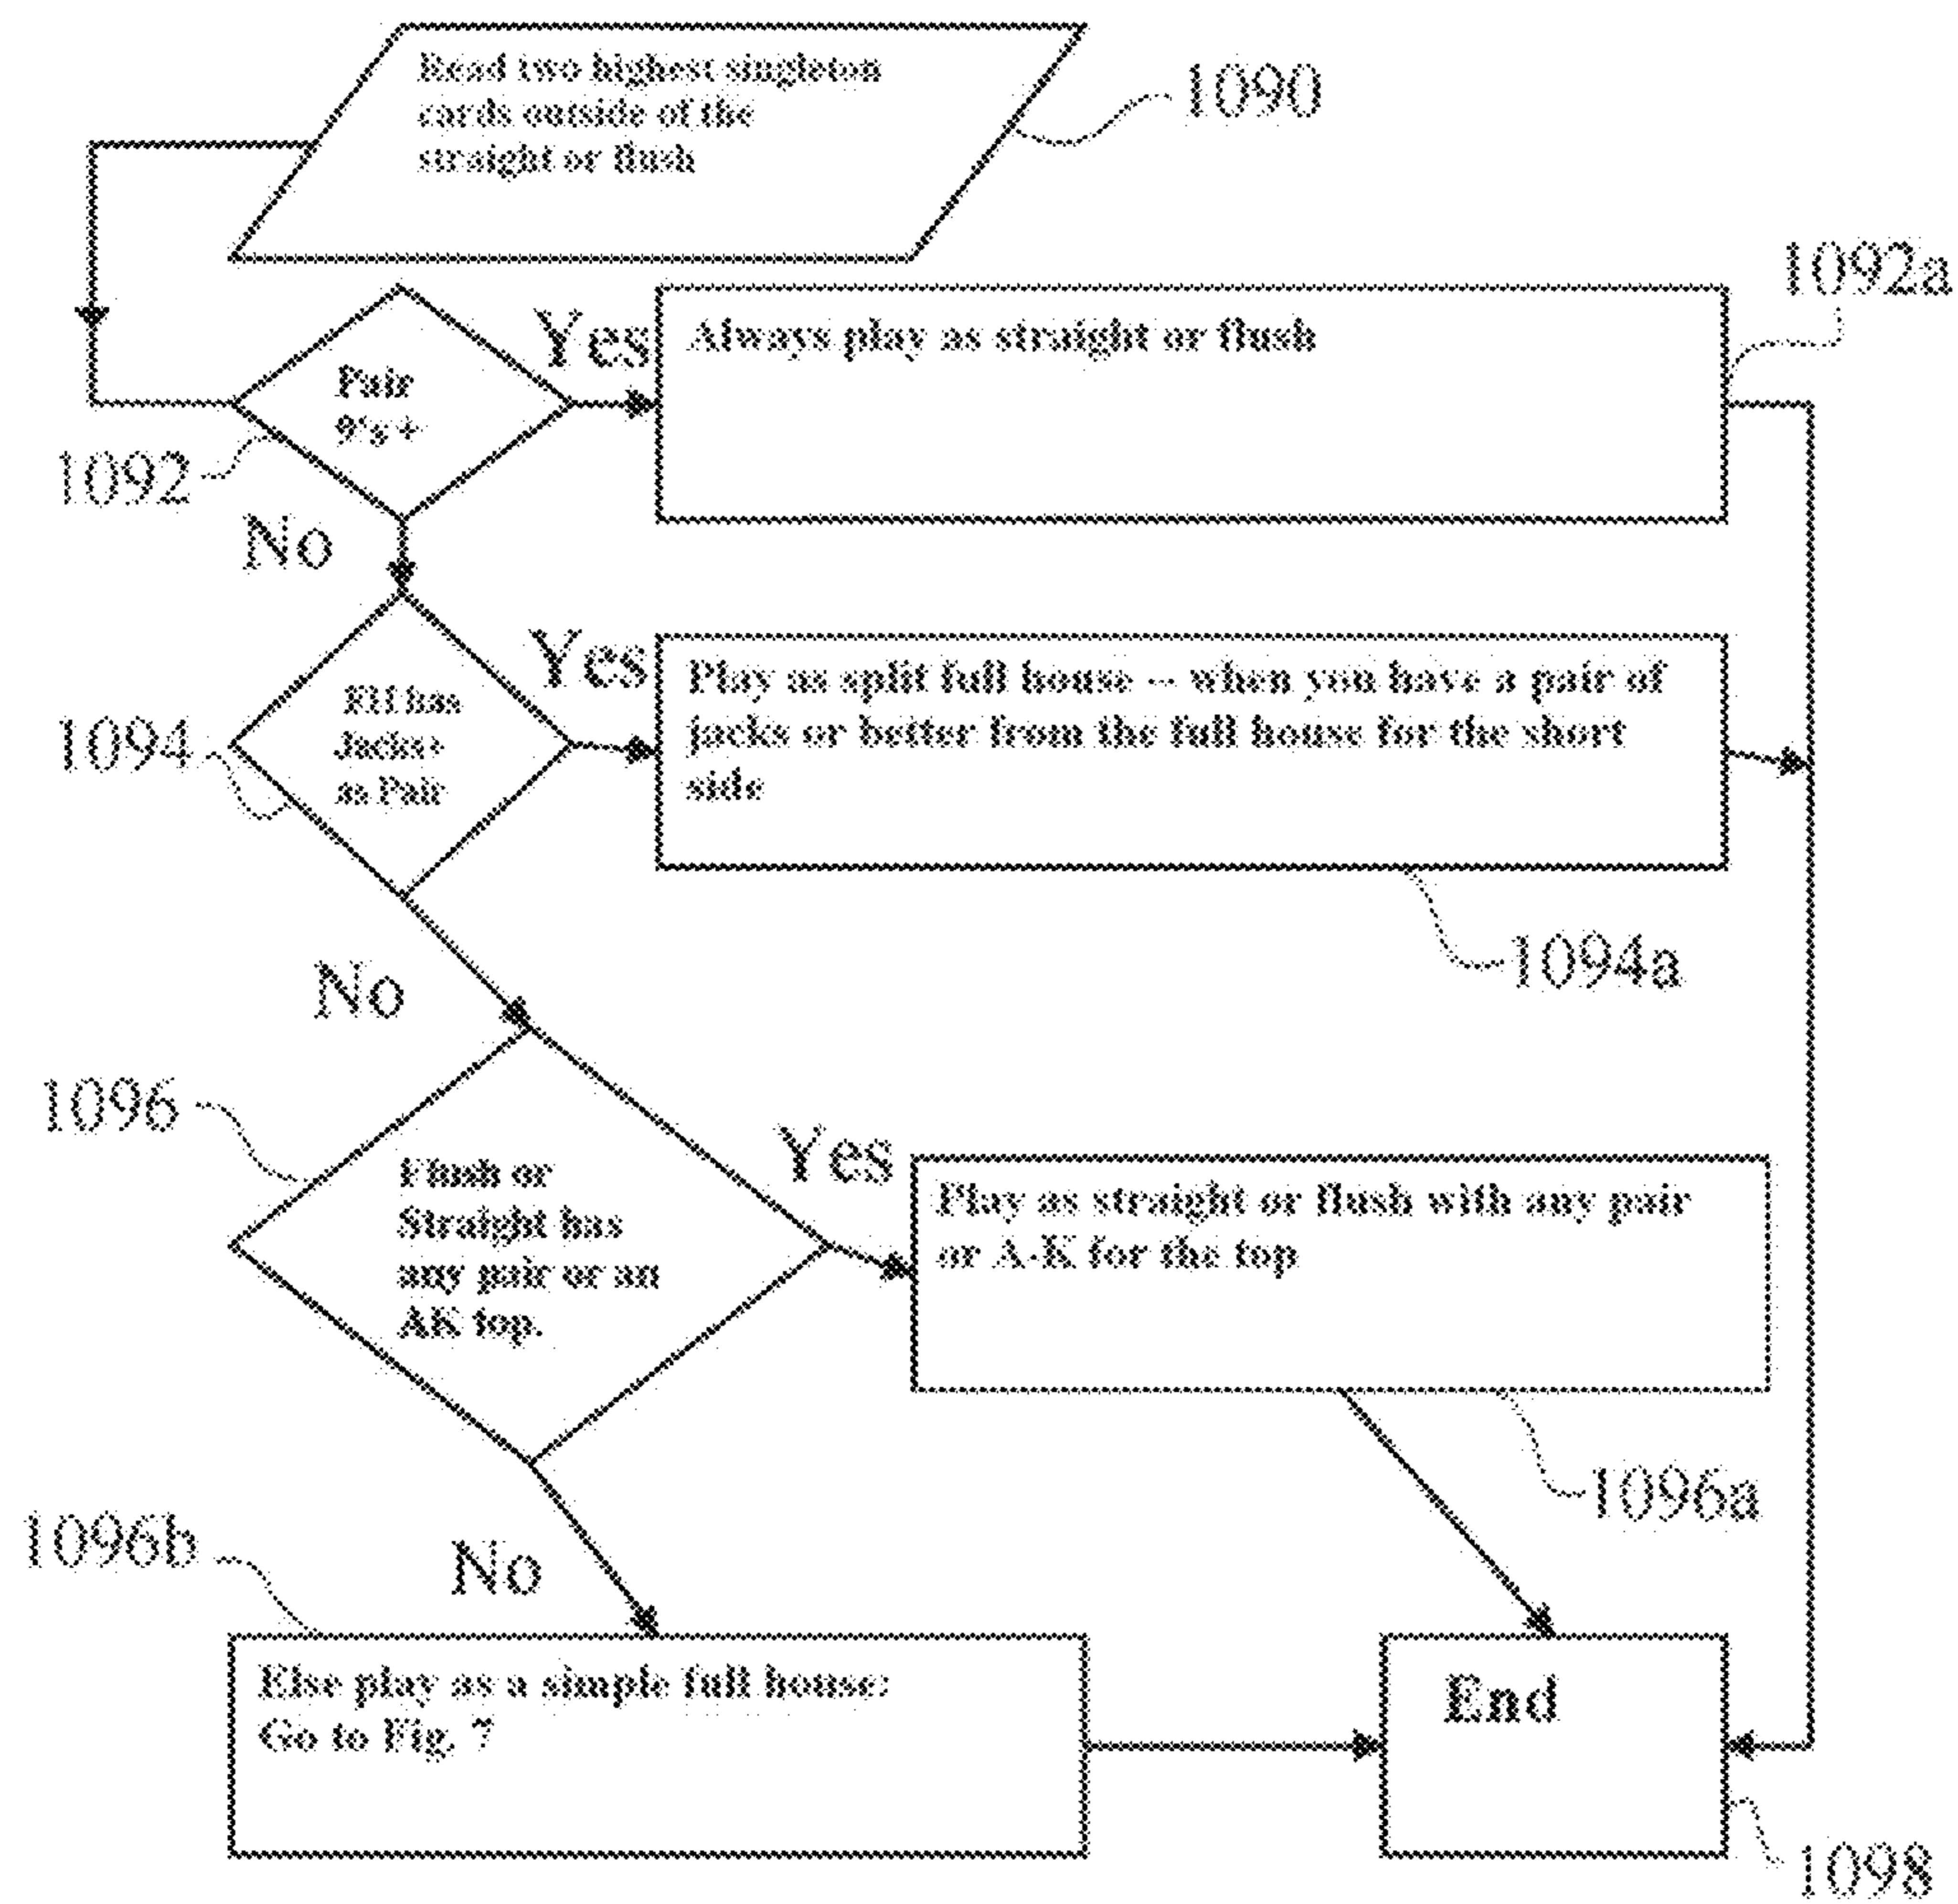 Read two highest singleton
cards outside of the
straight or flush
1090
1092a
Pair
9's+
Yes
Always play as straight or flush
1092
No
FH has
Jacks+
as Pair
Yes
Play as split full house -- when you have a pair of
jacks or better from the full house for the short
side
1094
1094a
No
1096
Flush or
Straight has
any pair or an
AK top.
Yes
Play as straight or flush with any pair
or A-K for the top
1096a
1096b
No
Else play as a simple full house:
Go to Fig. 7
End
1098